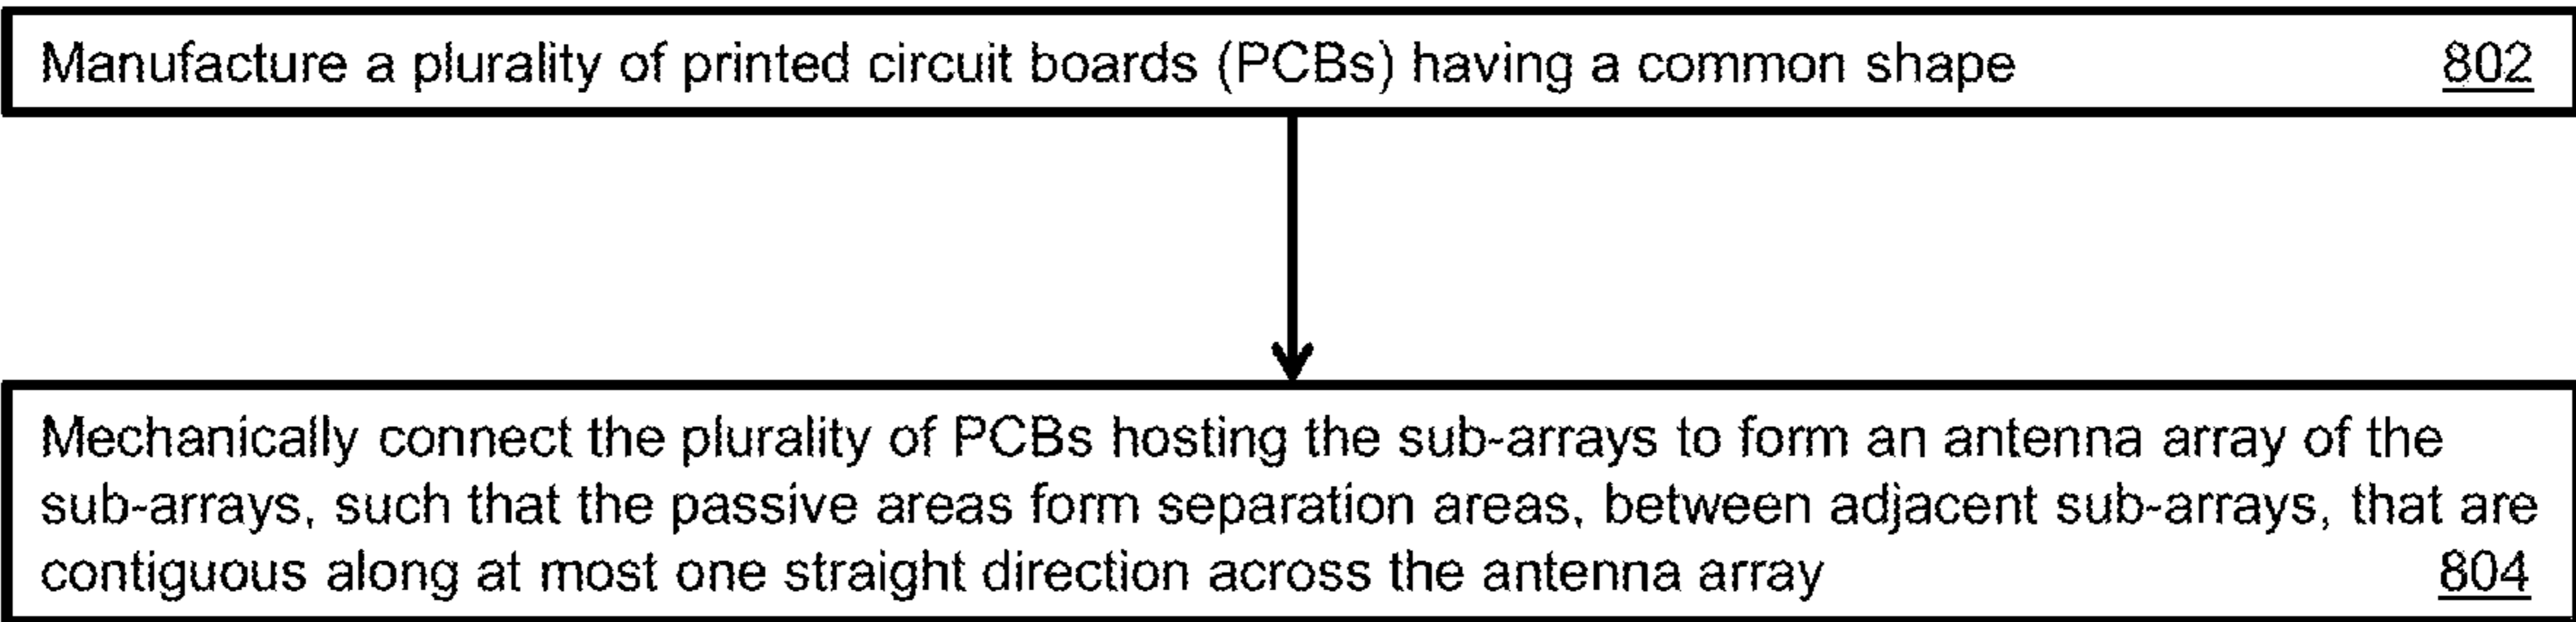 Manufacture a plurality of printed circuit boards (PCBs) having a common shape 802
Mechanically connect the plurality of PCBs hosting the sub-arrays to form an antenna array of the
sub-arrays, such that the passive areas form separation areas, between adjacent sub-arrays, that are
contiguous along at most one straight direction across the antenna array 804